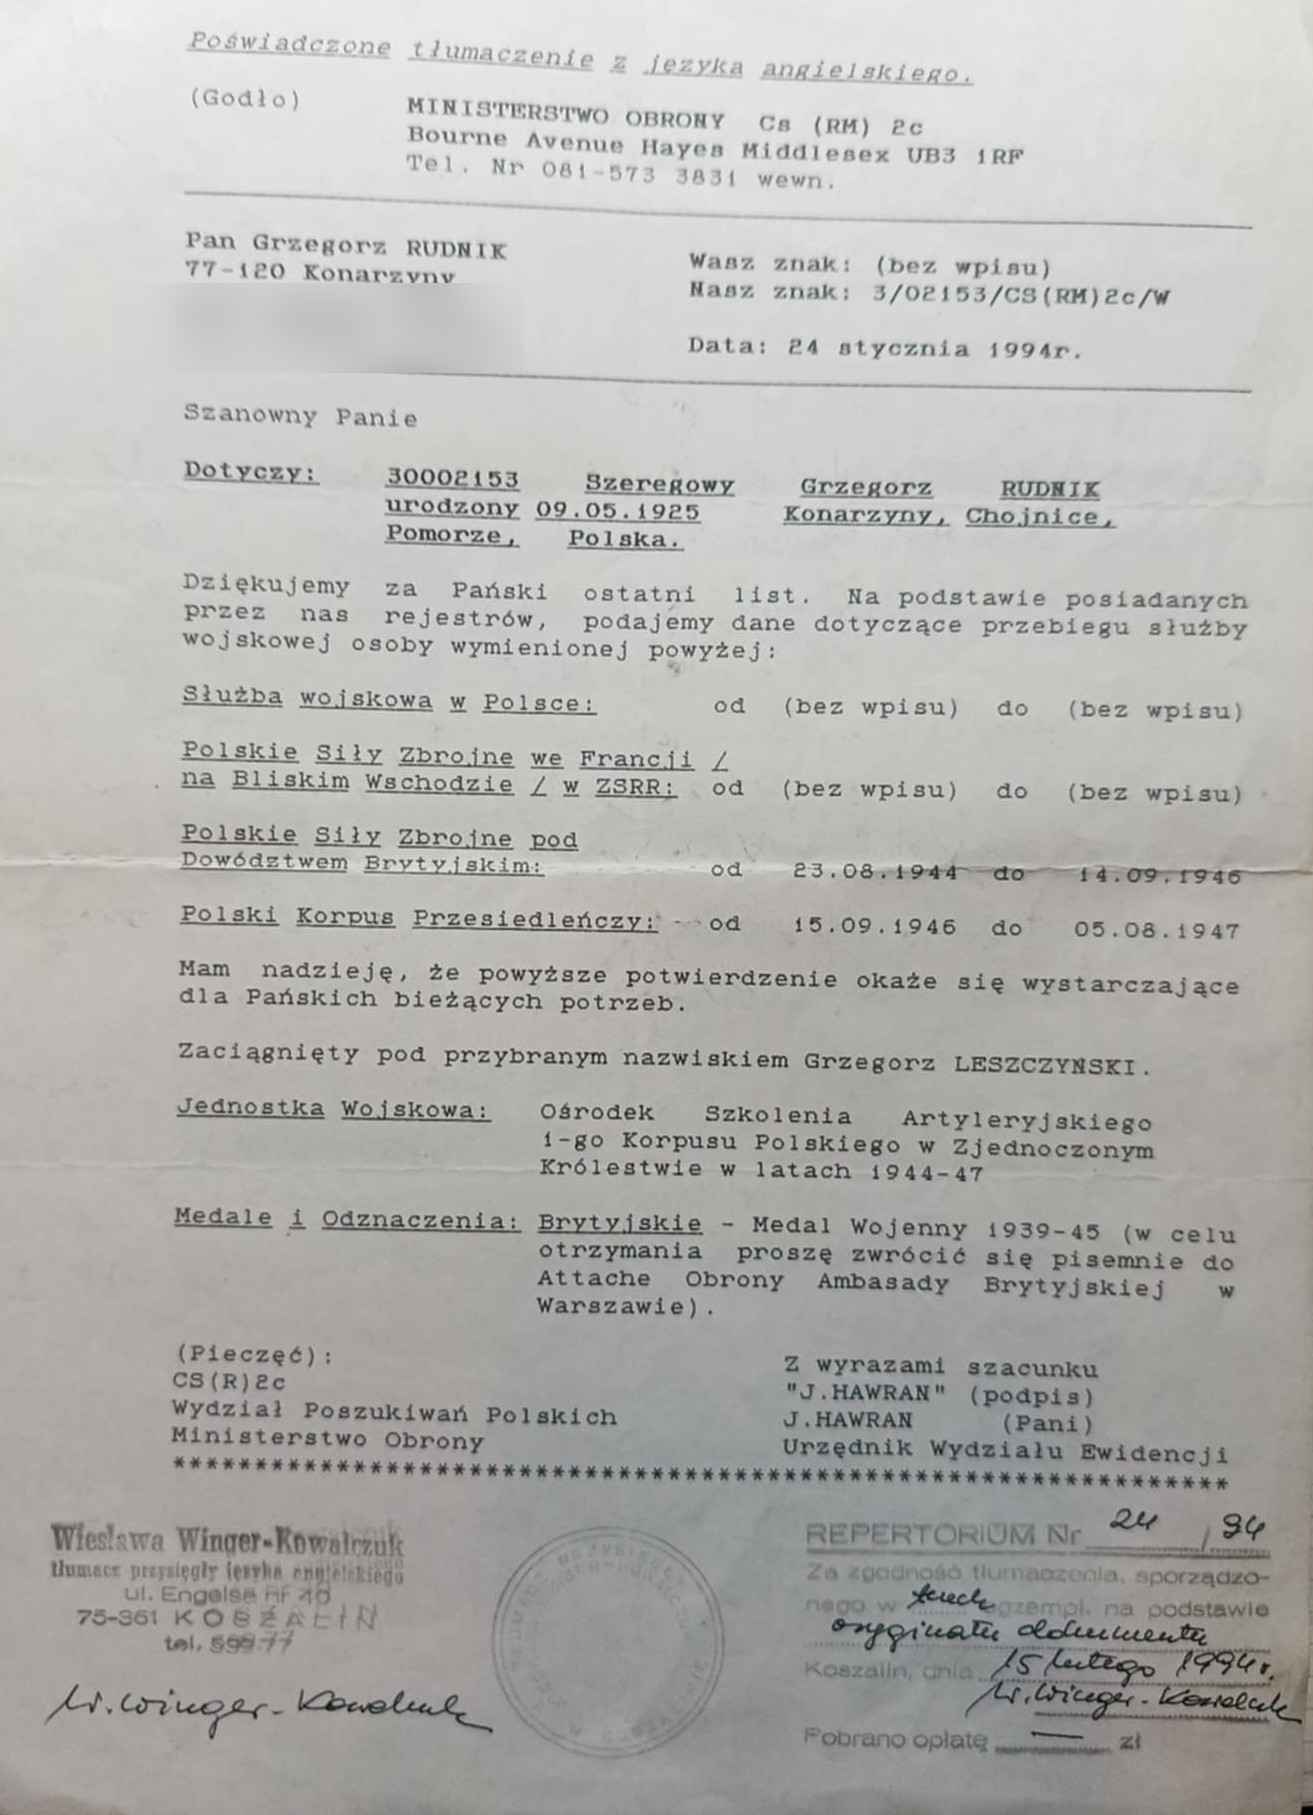 Poświadczone tłumaczenie z języka angielskiego.
(Godło)
MINISTERSTWO OBRONY Cs (RM) 2c
Bourne Avenue Hayes Middlesex UB3 1RF
Tel. Nr 081-573 3831 wewn.
Pan Grzegorz RUDNIK
77-120 Konarzyny
Wasz znak: (bez wpisu)
Nasz znak: 3/02153/CS(RM)2c/W
Data: 24 stycznia 1994r.
Szanowny Panie
Dotyczy: 30002153 Szeregowy Grzegorz RUDNIK
urodzony 09.05.1925 Konarzyny, Chojnice,
Pomorze, Polska.
Dziękujemy za Pański ostatni list. Na podstawie posiadanych
przez nas rejestrów, podajemy dane dotyczące przebiegu służby
wojskowej osoby wymienionej powyżej:
Służba wojskowa w Polsce: od (bez wpisu) do (bez wpisu)
Polskie Siły Zbrojne we Francji /
na Bliskim Wschodzie / w ZSRR: od (bez wpisu) do (bez wpisu)
Polskie Siły Zbrojne pod
Dowództwem Brytyjskim: od 23.08.1944 do 14.09.1946
Polski Korpus Przesiedleńczy: od 15.09.1946 do 05.08.1947
Mam nadzieję, że powyższe potwierdzenie okaże się wystarczające
dla Pańskich bieżących potrzeb.
Zaciągnięty pod przybranym nazwiskiem Grzegorz LESZCZYNSKI.
Jednostka Wojskowa: Ośrodek Szkolenia Artyleryjskiego
1-go Korpusu Polskiego w Zjednoczonym
Królestwie w latach 1944-47
Medale i Odznaczenia: Brytyjskie - Medal Wojenny 1939-45 (w celu
otrzymania proszę zwrócić się pisemnie do
Attache Obrony Ambasady Brytyjskiej w
Warszawie).
(Pieczęć):
CS(R)2c
Wydział Poszukiwań Polskich
Ministerstwo Obrony
Z wyrazami szacunku
"J.HAWRAN" (podpis)
J.HAWRAN (Pani)
Urzędnik Wydziału Ewidencji
Wiesława Winger-Kowalczuk
tłumacz przysięgły języka angielskiego
ul. Engelsa
75-361 KOSZALIN
tel.
W. Winger-Kowalczuk
REPERTORIUM Nr 24 / 94
Za zgodność tłumaczenia, sporządzo-
nego w trzech egzempl. na podstawie
oryginału dokumentu
Koszalin, dnia 15 lutego 1994r.
W. Winger-Kowalczuk
Pobrano opłatę — zł